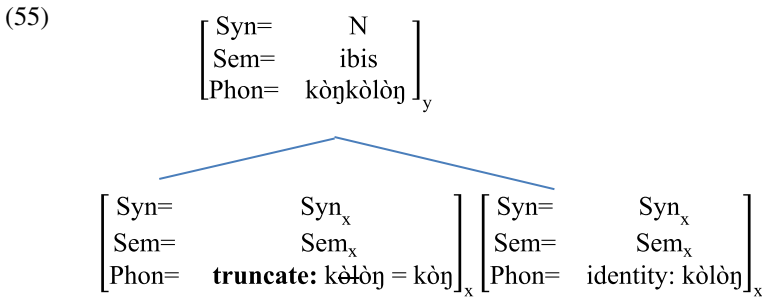 (55)
Syn= N
Sem= ibis
Phon= kòŋkòlòŋ
y
Syn= Synx Syn= Synx
Sem= Semx Sem= Semx
Phon= truncate: kòlòŋ = kòŋ x Phon= identity: kòlòŋ x